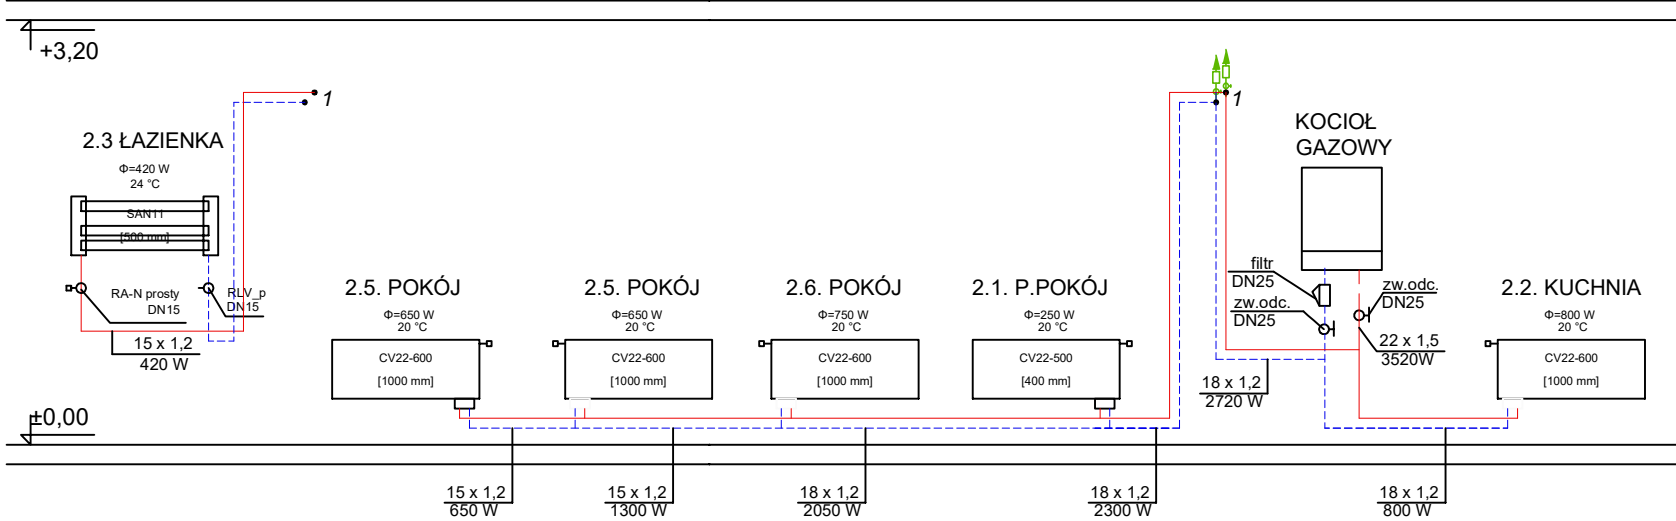 +3,20
1
1
2.3 ŁAZIENKA
Φ=420 W
24 °C
SAN11
[500 mm]
RA-N prosty
DN15
RLV_p
DN15
15 x 1,2
420 W
KOCIOŁ
GAZOWY
filtr
DN25
zw.odc.
DN25
zw.odc.
DN25
22 x 1,5
3520W
18 x 1,2
2720 W
2.5. POKÓJ
Φ=650 W
20 °C
CV22-600
[1000 mm]
2.5. POKÓJ
Φ=650 W
20 °C
CV22-600
[1000 mm]
2.6. POKÓJ
Φ=750 W
20 °C
CV22-600
[1000 mm]
2.1. P.POKÓJ
Φ=250 W
20 °C
CV22-500
[400 mm]
2.2. KUCHNIA
Φ=800 W
20 °C
CV22-600
[1000 mm]
±0,00
15 x 1,2
650 W
15 x 1,2
1300 W
18 x 1,2
2050 W
18 x 1,2
2300 W
18 x 1,2
800 W